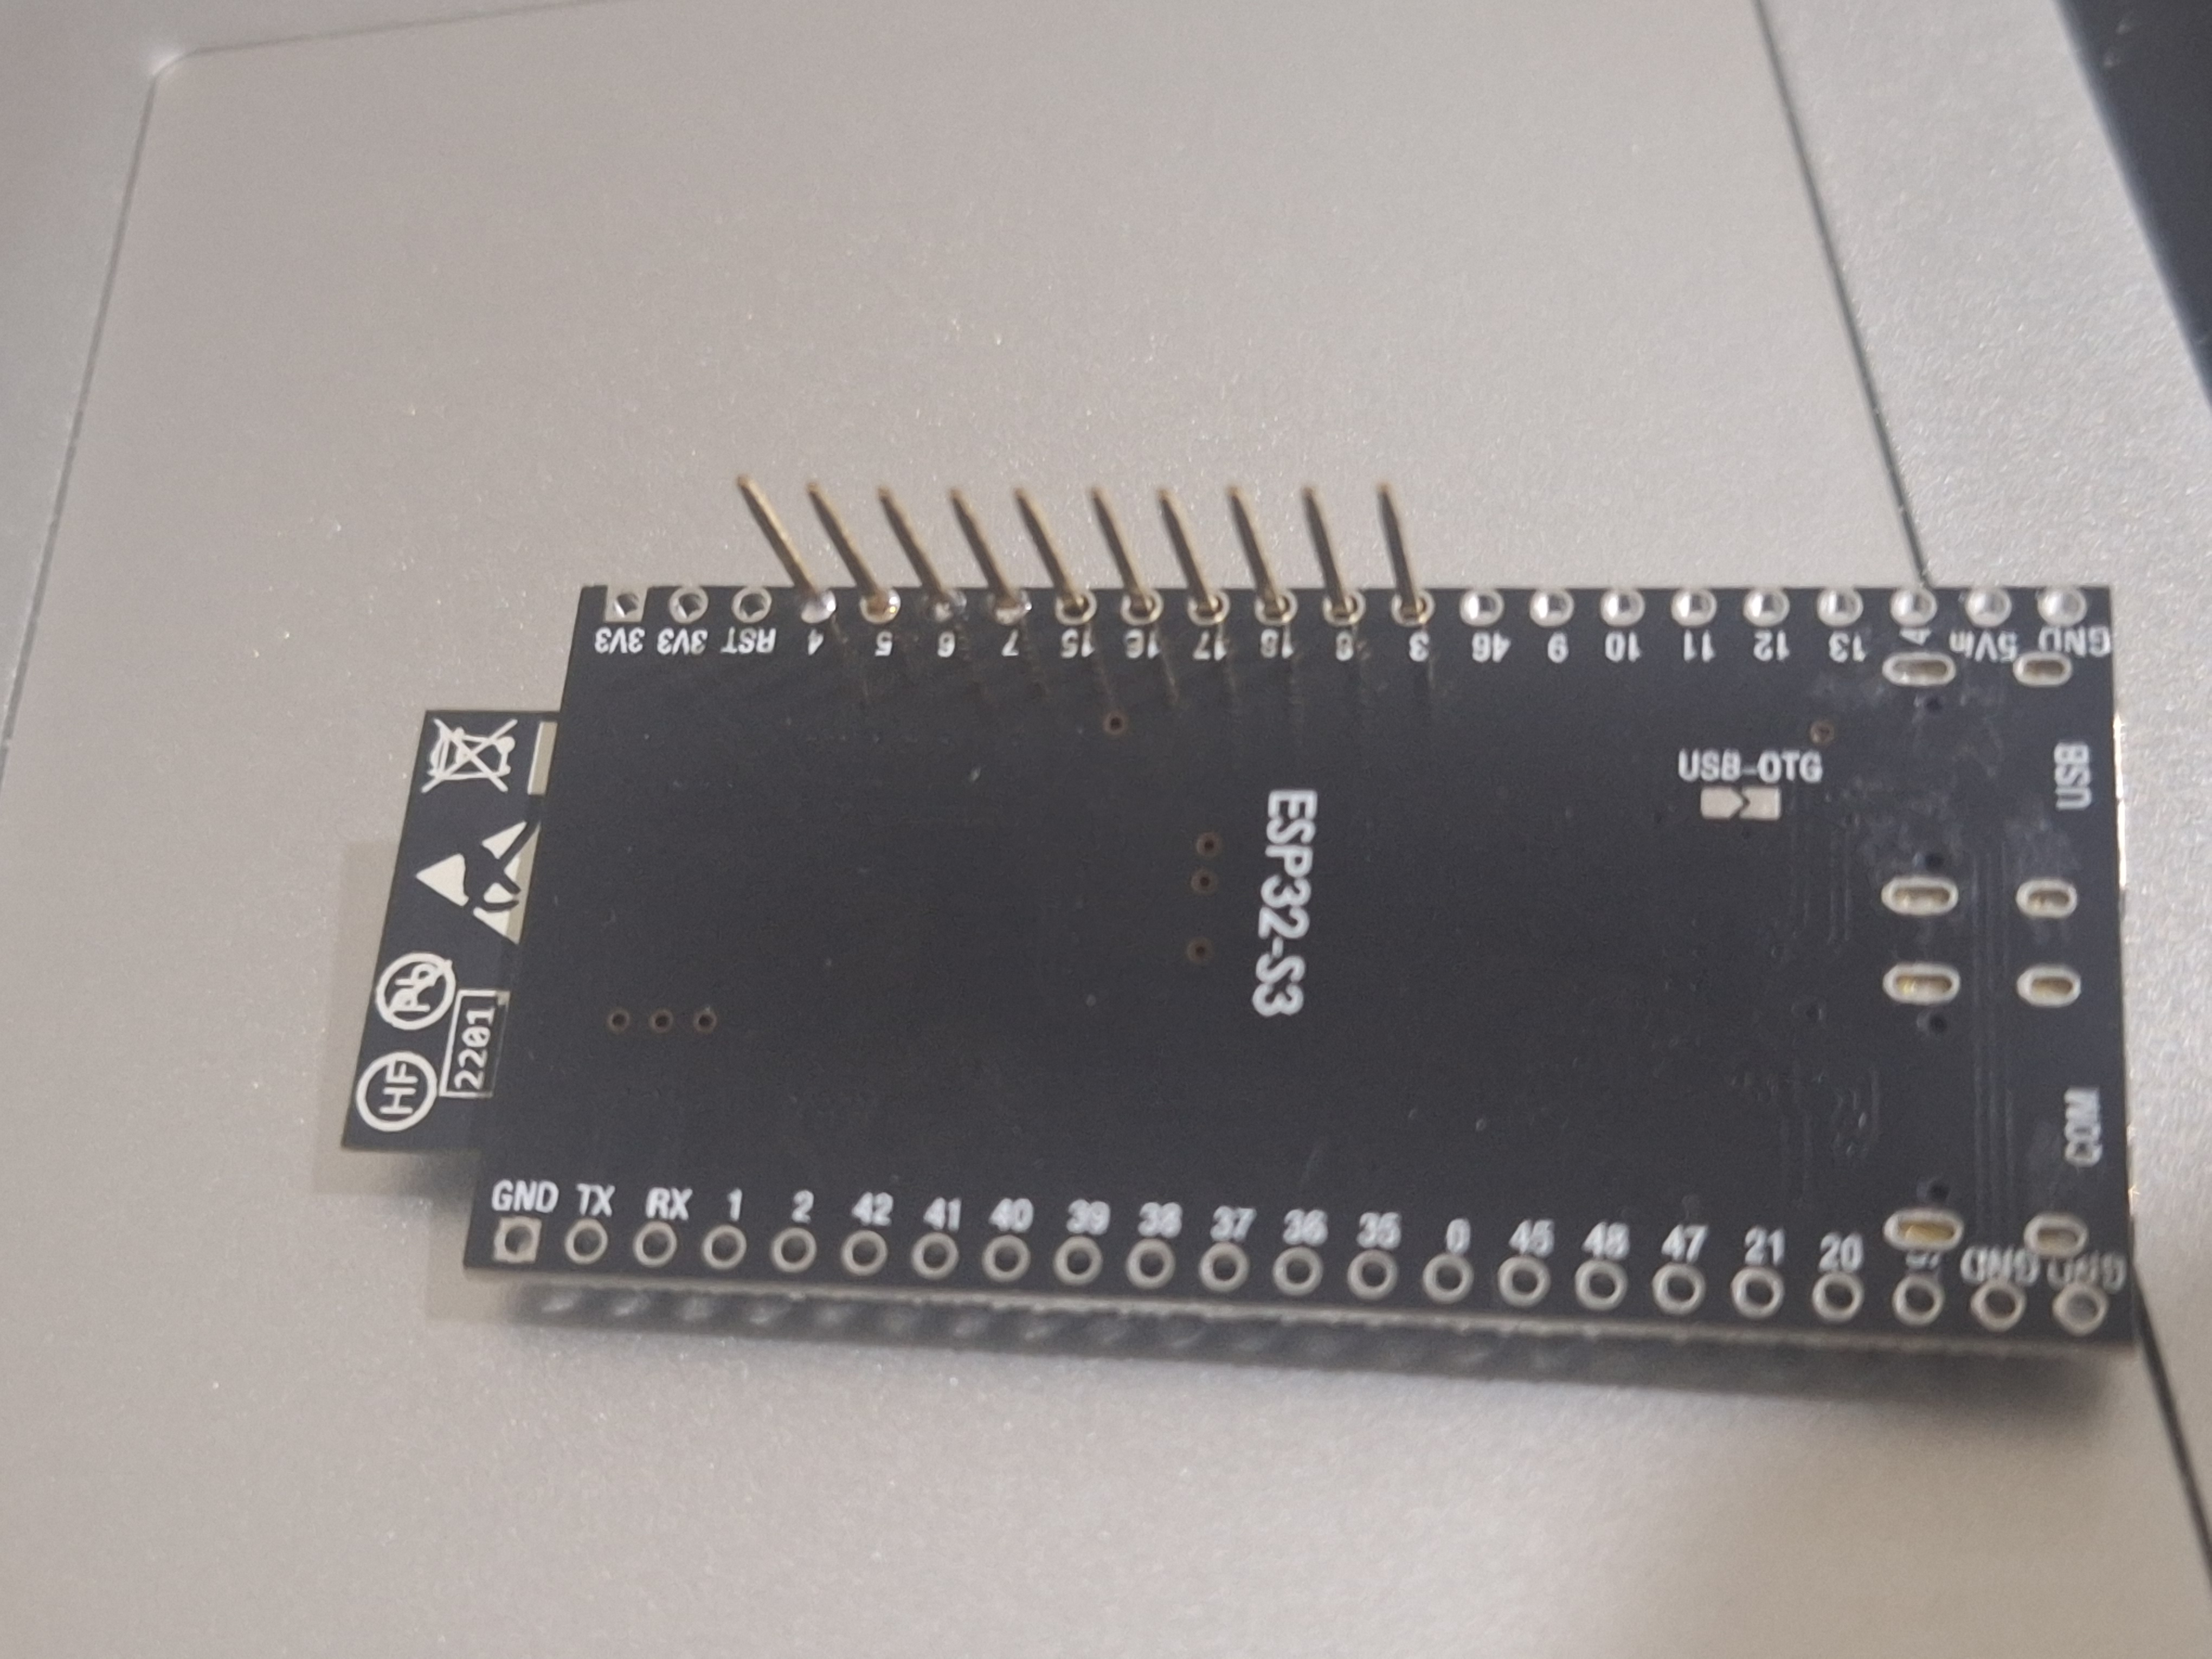 3V3 3V3 RST 4 5 6 7 15 16 17 18 8 3 46 9 10 11 12 13 5Vin GND
USB-OTG
USB
ESP32-S3
COM
Pb
HF
2201
GND TX RX 1 2 42 41 40 39 38 37 36 35 0 45 48 47 21 20 GND GND